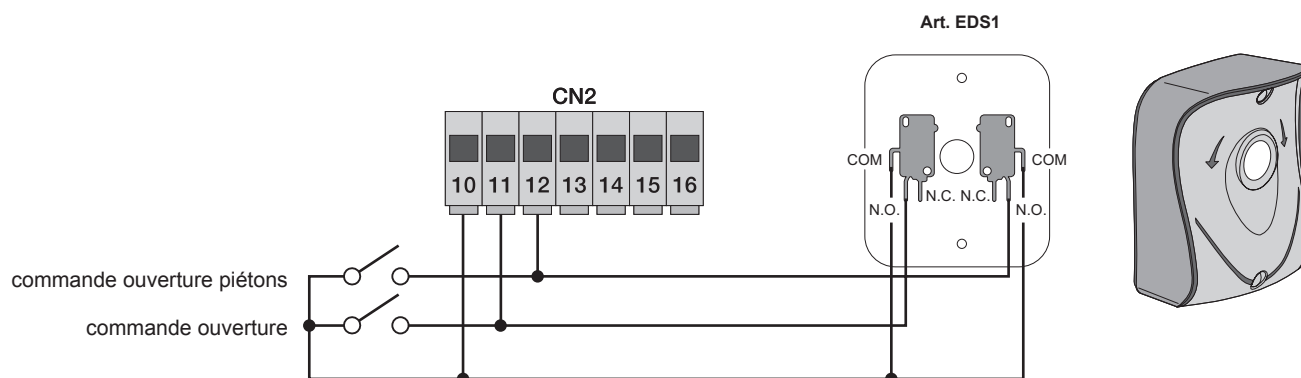 Art. EDS1
CN2
10 11 12 13 14 15 16
COM COM
N.C. N.C.
N.O. N.O.
commande ouverture piétons
commande ouverture